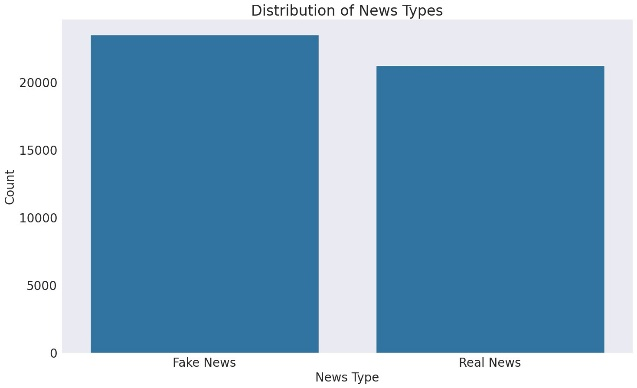 Distribution of News Types
Count
20000
15000
10000
5000
0
Fake News Real News
News Type